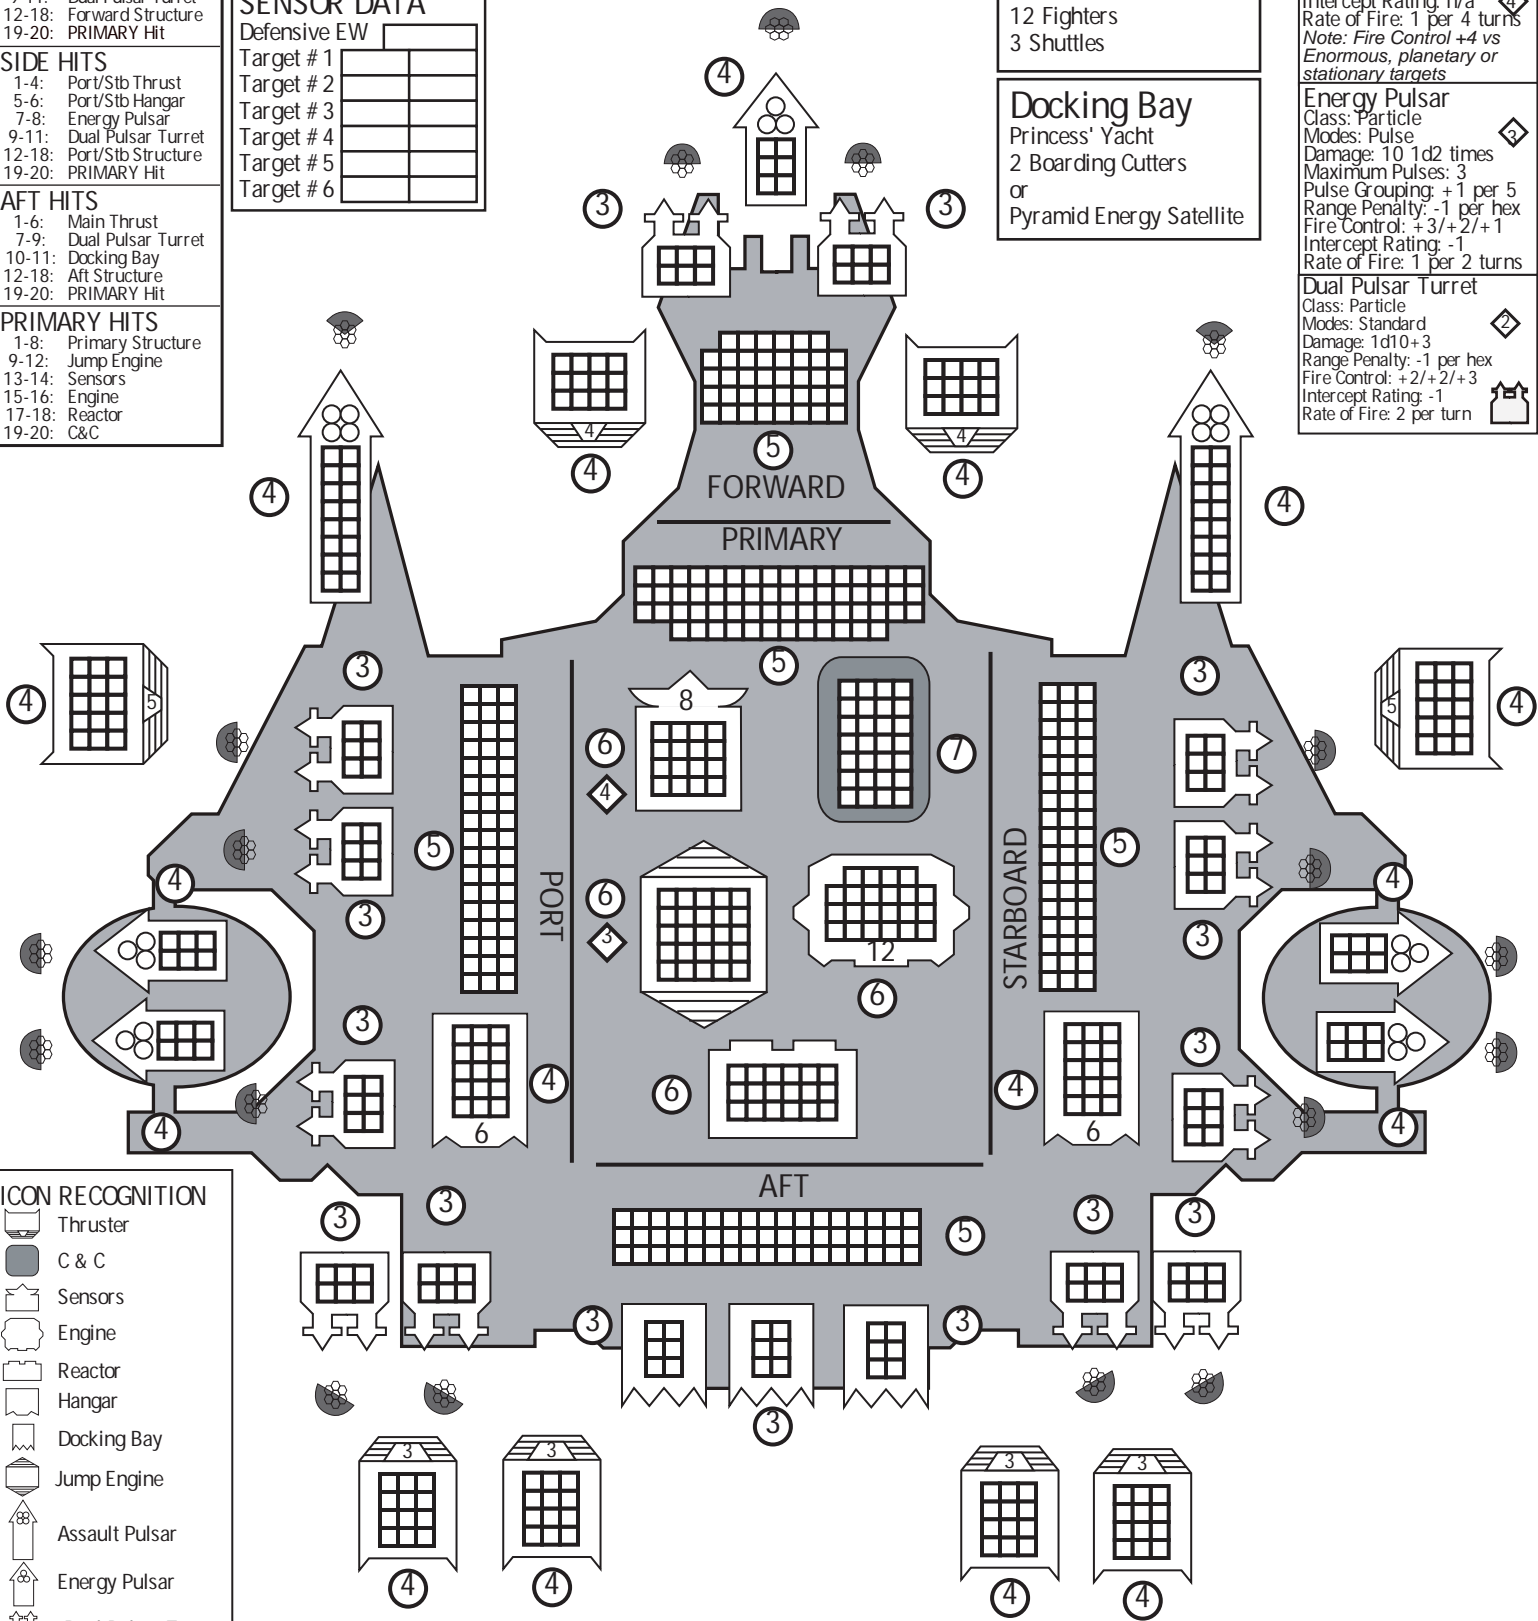 12-18: Forward Structure
19-20: PRIMARY Hit
SIDE HITS
1-4: Port/Stb Thrust
5-6: Port/Stb Hangar
7-8: Energy Pulsar
9-11: Dual Pulsar Turret
12-18: Port/Stb Structure
19-20: PRIMARY Hit
AFT HITS
1-6: Main Thrust
7-9: Dual Pulsar Turret
10-11: Docking Bay
12-18: Aft Structure
19-20: PRIMARY Hit
PRIMARY HITS
1-8: Primary Structure
9-12: Jump Engine
13-14: Sensors
15-16: Engine
17-18: Reactor
19-20: C&C
SENSOR DATA
Defensive EW
Target # 1
Target # 2
Target # 3
Target # 4
Target # 5
Target # 6
12 Fighters
3 Shuttles
Docking Bay
Princess' Yacht
2 Boarding Cutters
or
Pyramid Energy Satellite
Intercept Rating: n/a
4
Rate of Fire: 1 per 4 turns
Note: Fire Control +4 vs
Enormous, planetary or
stationary targets
Energy Pulsar
Class: Particle
Modes: Pulse
3
Damage: 10 1d2 times
Maximum Pulses: 3
Pulse Grouping: +1 per 5
Range Penalty: -1 per hex
Fire Control: +3/+2/+1
Intercept Rating: -1
Rate of Fire: 1 per 2 turns
Dual Pulsar Turret
Class: Particle
Modes: Standard
2
Damage: 1d10+3
Range Penalty: -1 per hex
Fire Control: +2/+2/+3
Intercept Rating: -1
Rate of Fire: 2 per turn
4
3 3
4 4
4 5 4
FORWARD
4 4
PRIMARY
5
3 3
4 5 8 5 4
6 7
4
5 5
PORT STARBOARD
4 6 4
3
3 12 3
6
3 3
4 6 4
6 6
4 4
AFT
3 3 3 3
5
3 3
3
3 3 3 3
4 4 4 4
ICON RECOGNITION
Thruster
C & C
Sensors
Engine
Reactor
Hangar
Docking Bay
Jump Engine
Assault Pulsar
Energy Pulsar